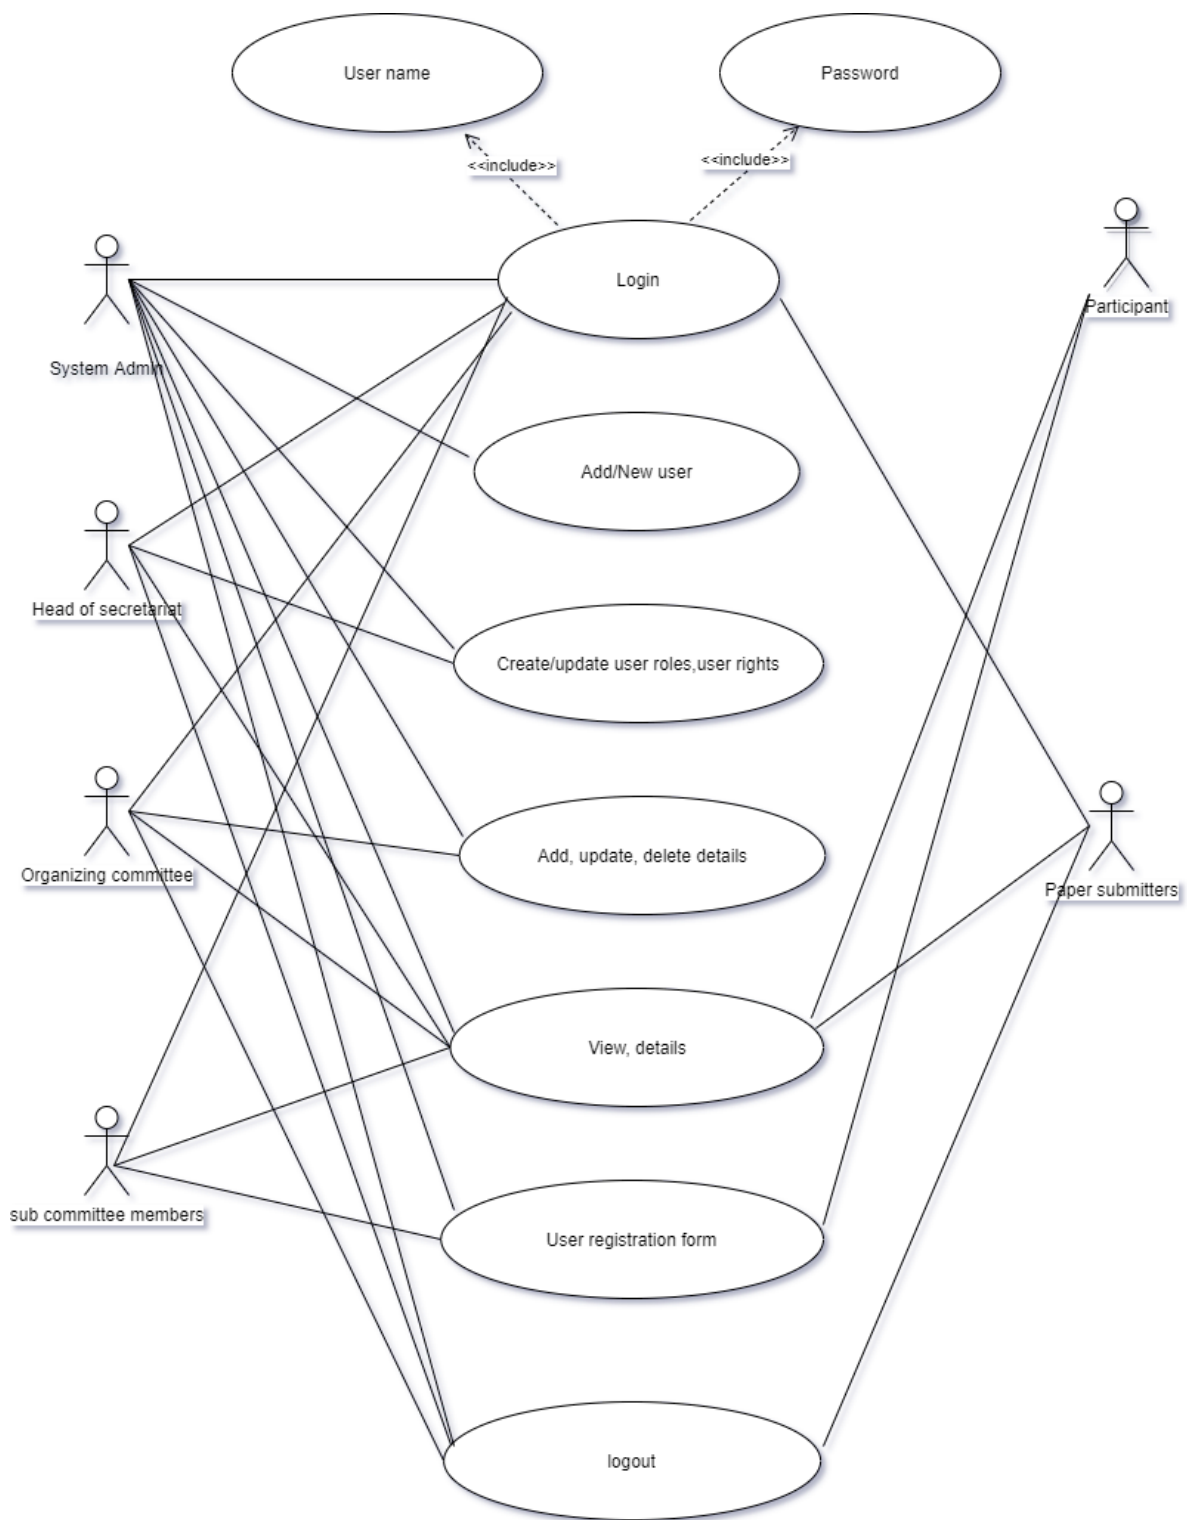 User name
Password
<<include>>
<<include>>
Login
Participant
System Admin
Add/New user
Head of secretariat
Create/update user roles,user rights
Add, update, delete details
Organizing committee
Paper submitters
View, details
sub committee members
User registration form
logout